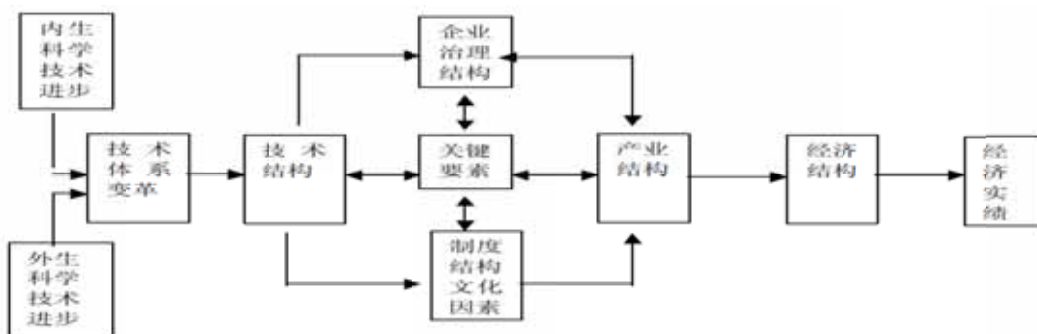 内生
科学
技术
进步
外生
科学
技术
进步
技术
体系
变革
技术
结构
企业
治理
结构
关键
要素
制度
结构
文化
因素
产业
结构
经济
结构
经
济
实
绩